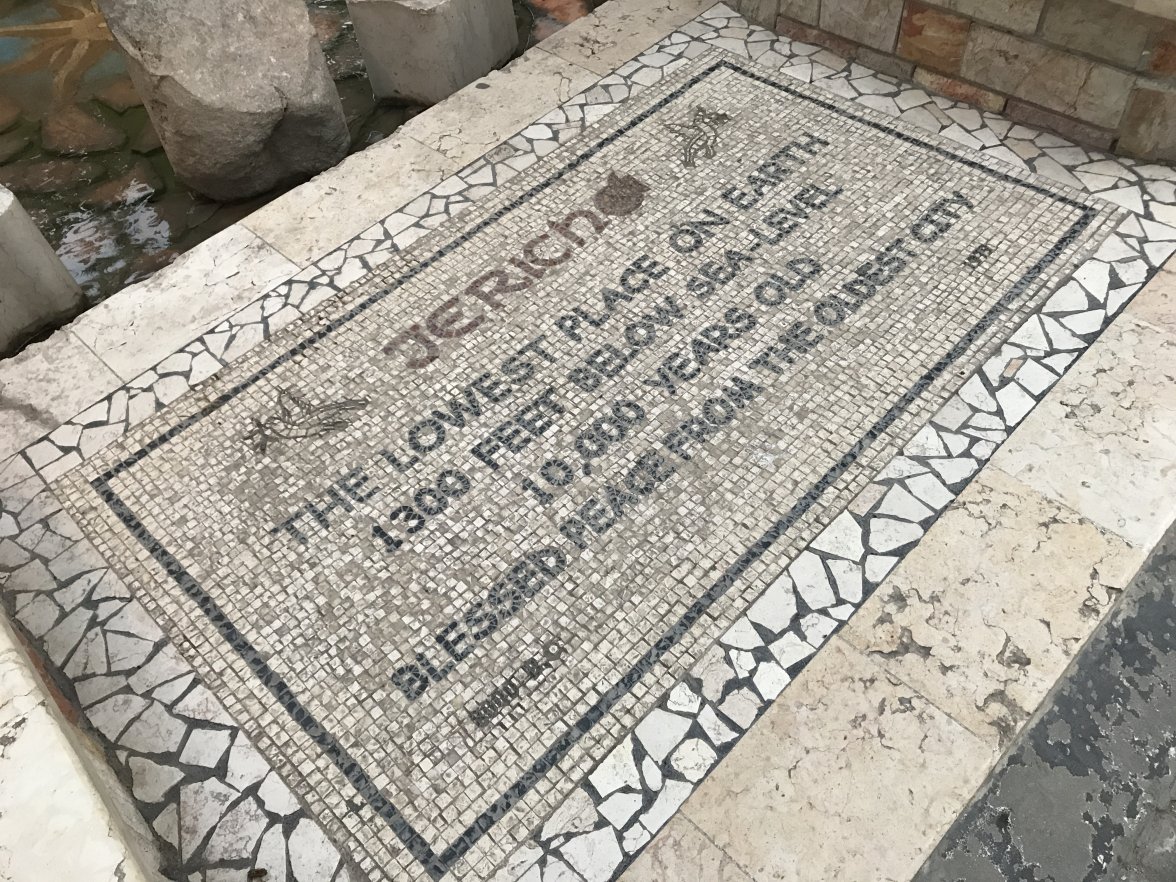 JERICHO
THE LOWEST PLACE ON EARTH
1300 FEET BELOW SEA-LEVEL
10,000 YEARS OLD
BLESSED PEACE FROM THE OLDEST CITY